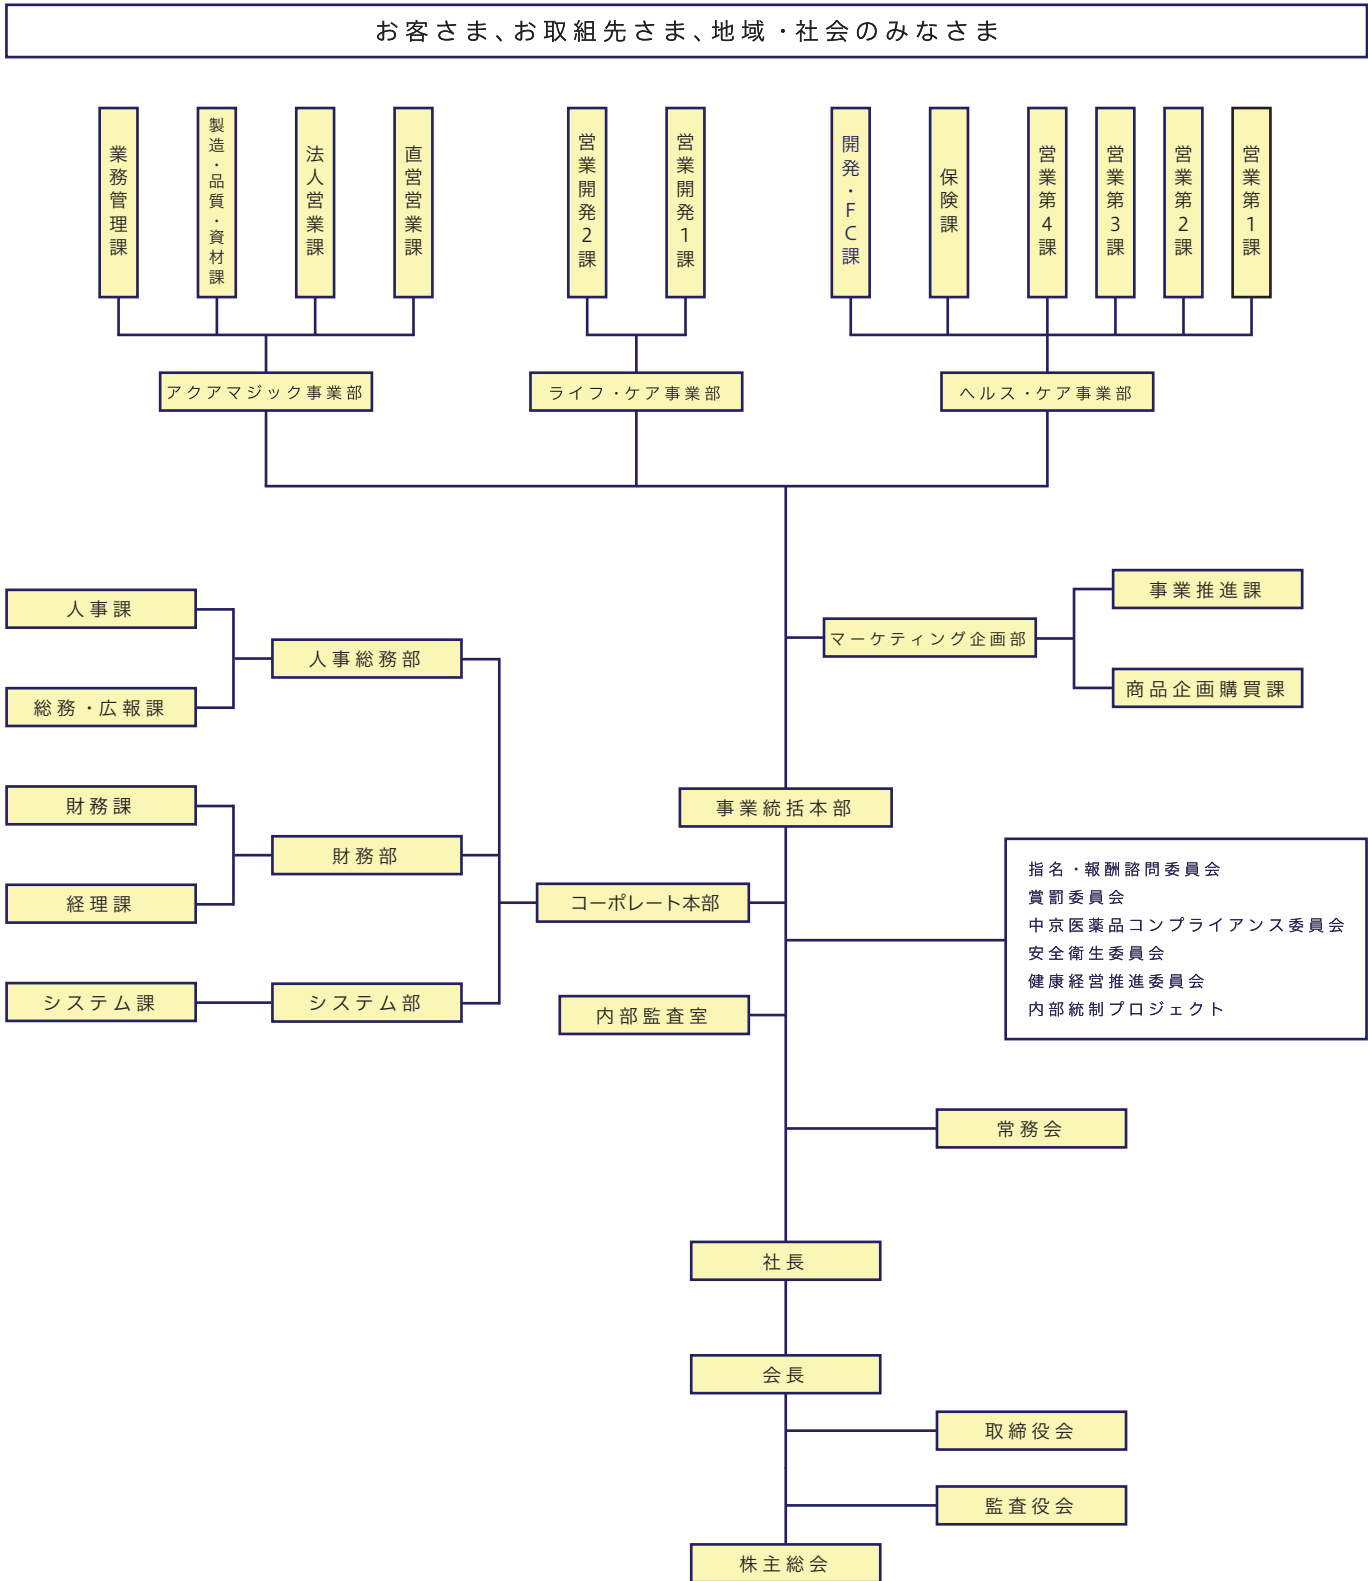 お客さま、お取組先さま、地域・社会のみなさま
業務管理課
製造・品質・資材課
法人営業課
直営営業課
営業開発2課
営業開発1課
開発・FC課
保険課
営業第4課
営業第3課
営業第2課
営業第1課
アクアマジック事業部
ライフ・ケア事業部
ヘルス・ケア事業部
事業推進課
マーケティング企画部
商品企画購買課
人事課
人事総務部
総務・広報課
事業統括本部
財務課
財務部
経理課
コーポレート本部
指名・報酬諮問委員会
賞罰委員会
中京医薬品コンプライアンス委員会
安全衛生委員会
健康経営推進委員会
内部統制プロジェクト
システム課
システム部
内部監査室
常務会
社長
会長
取締役会
監査役会
株主総会